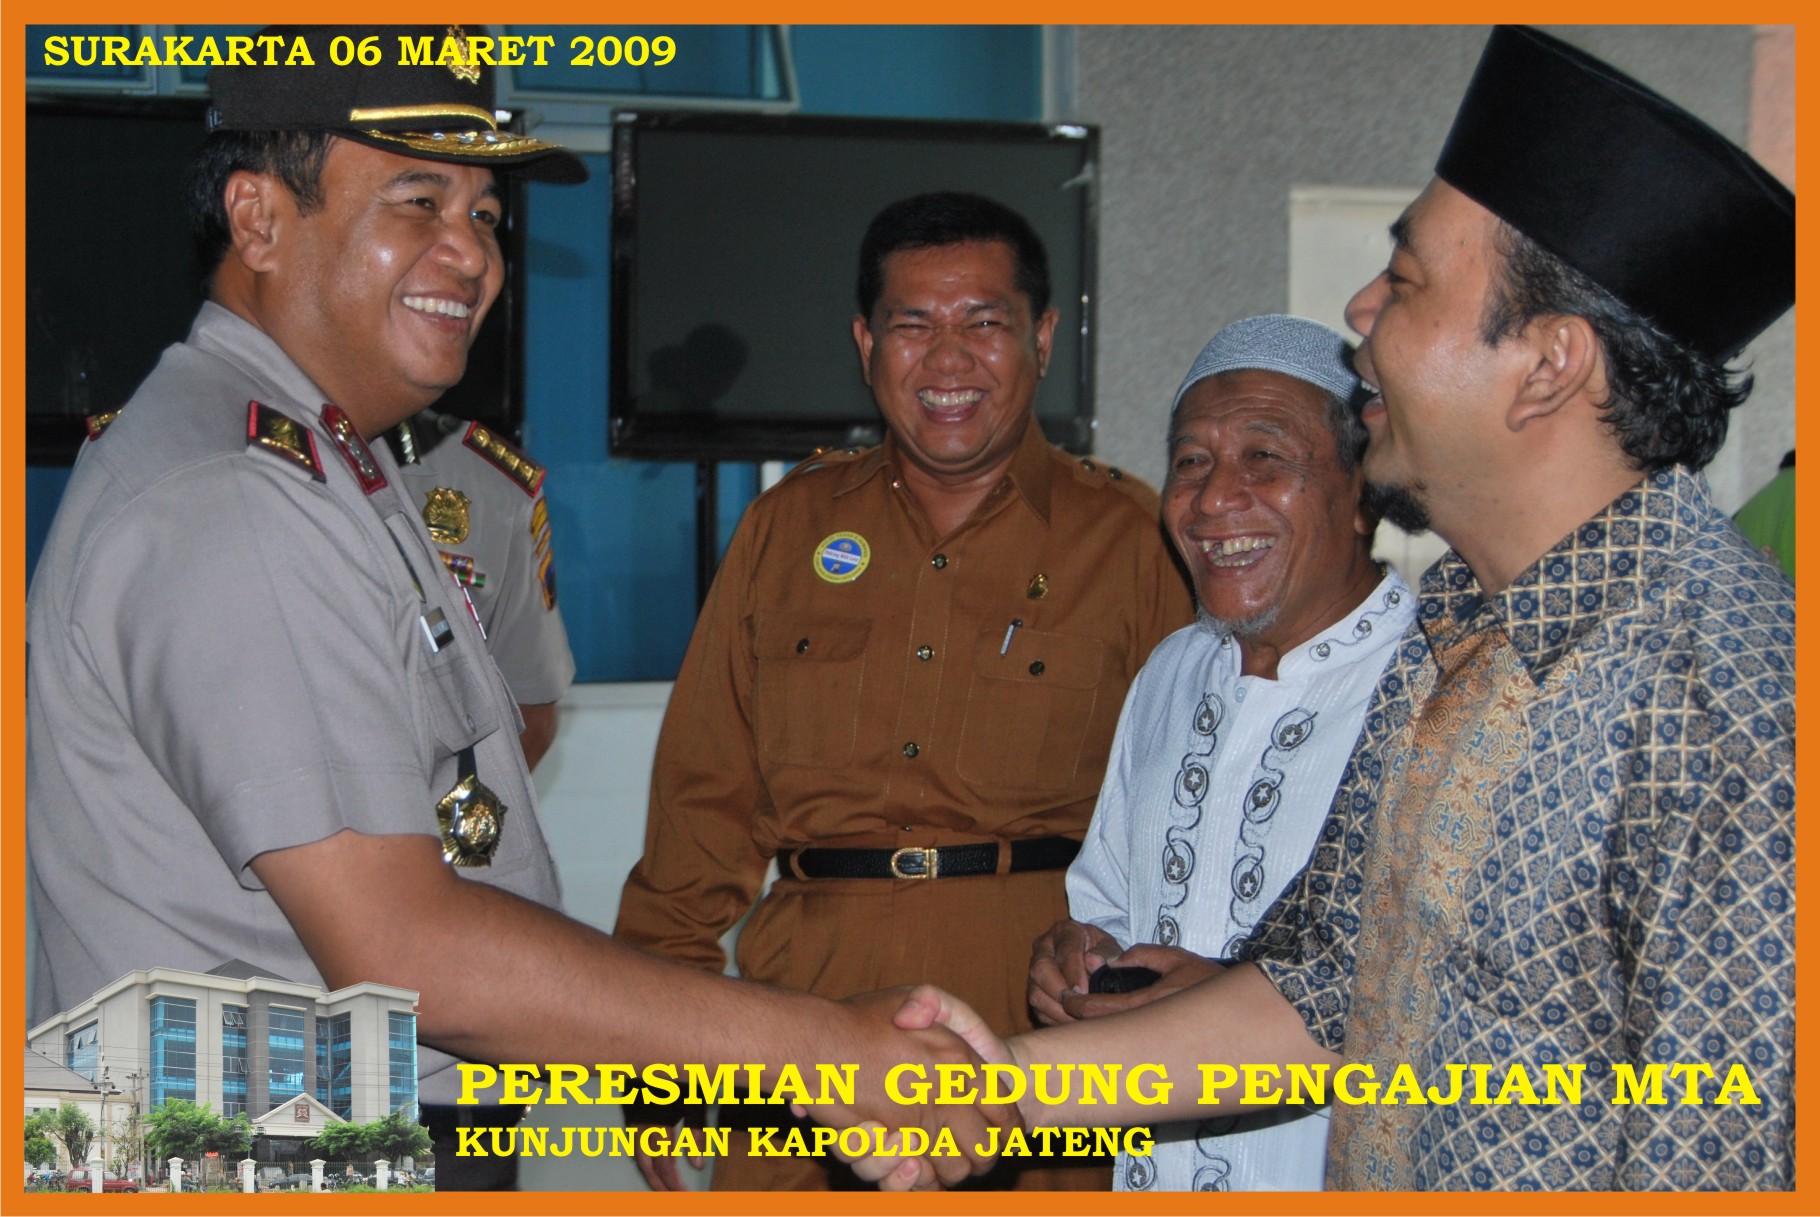 SURAKARTA 06 MARET 2009
PERESMIAN GEDUNG PENGAJIAN MTA
KUNJUNGAN KAPOLDA JATENG